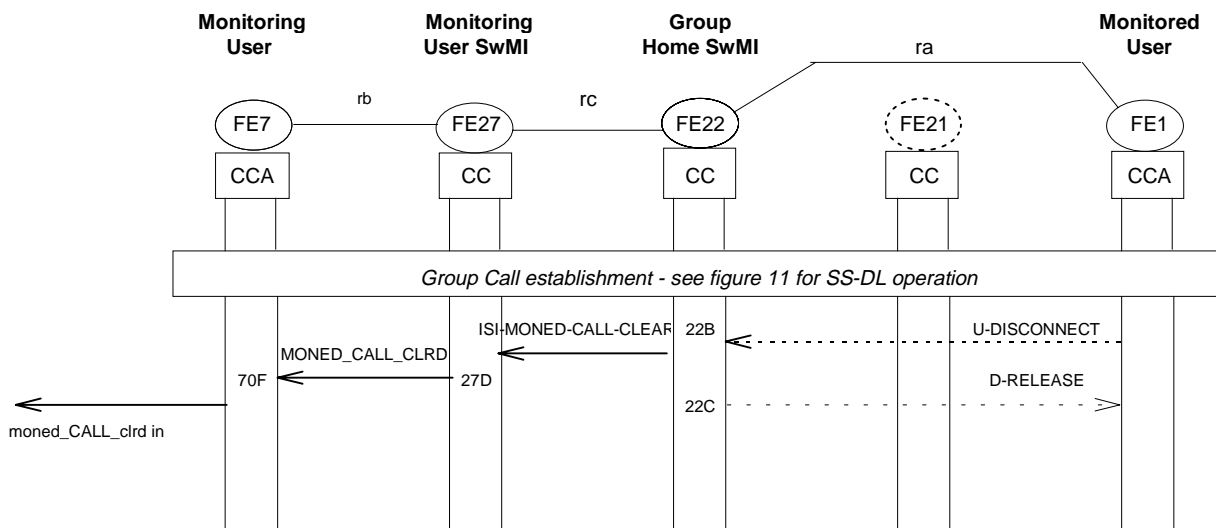 Monitoring User
Monitoring User SwMI
Group Home SwMI
Monitored User
ra
rb
rc
FE7
FE27
FE22
FE21
FE1
CCA
CC
CC
CC
CCA
Group Call establishment - see figure 11 for SS-DL operation
ISI-MONED-CALL-CLEAR
22B
U-DISCONNECT
MONED_CALL_CLRD
70F
27D
D-RELEASE
22C
moned_CALL_clrd in